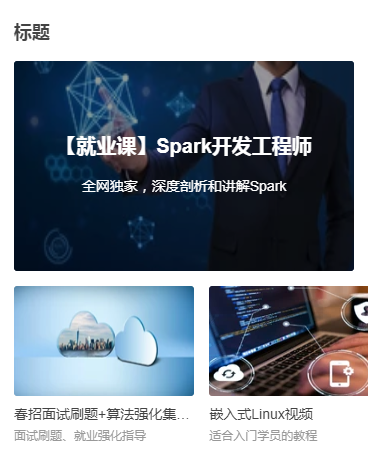 标题
【就业课】Spark开发工程师
全网独家，深度剖析和讲解Spark
春招面试刷题+算法强化集…
嵌入式Linux视频
面试刷题、就业强化指导
适合入门学员的教程